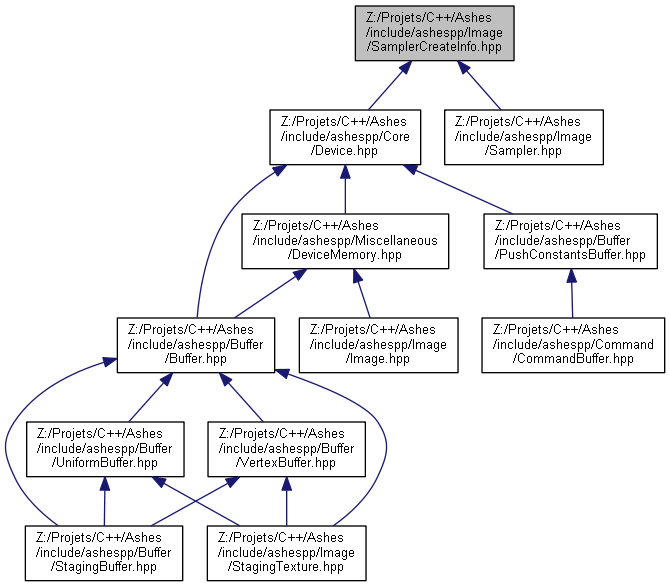 Z:/Projets/C++/Ashes
/include/ashespp/Image
/SamplerCreateInfo.hpp
Z:/Projets/C++/Ashes
/include/ashespp/Core
/Device.hpp
Z:/Projets/C++/Ashes
/include/ashespp/Image
/Sampler.hpp
Z:/Projets/C++/Ashes
/include/ashespp/Miscellaneous
/DeviceMemory.hpp
Z:/Projets/C++/Ashes
/include/ashespp/Buffer
/PushConstantsBuffer.hpp
Z:/Projets/C++/Ashes
/include/ashespp/Buffer
/Buffer.hpp
Z:/Projets/C++/Ashes
/include/ashespp/Image
/Image.hpp
Z:/Projets/C++/Ashes
/include/ashespp/Command
/CommandBuffer.hpp
Z:/Projets/C++/Ashes
/include/ashespp/Buffer
/UniformBuffer.hpp
Z:/Projets/C++/Ashes
/include/ashespp/Buffer
/VertexBuffer.hpp
Z:/Projets/C++/Ashes
/include/ashespp/Buffer
/StagingBuffer.hpp
Z:/Projets/C++/Ashes
/include/ashespp/Image
/StagingTexture.hpp